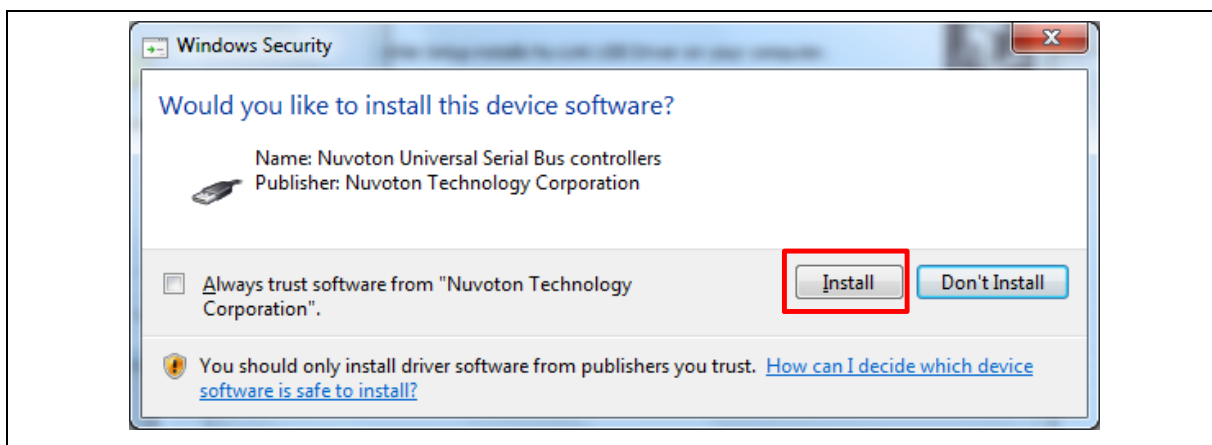 Windows Security
Would you like to install this device software?
Name: Nuvoton Universal Serial Bus controllers
Publisher: Nuvoton Technology Corporation
Always trust software from "Nuvoton Technology
Corporation".
Install
Don't Install
You should only install driver software from publishers you trust. How can I decide which device
software is safe to install?